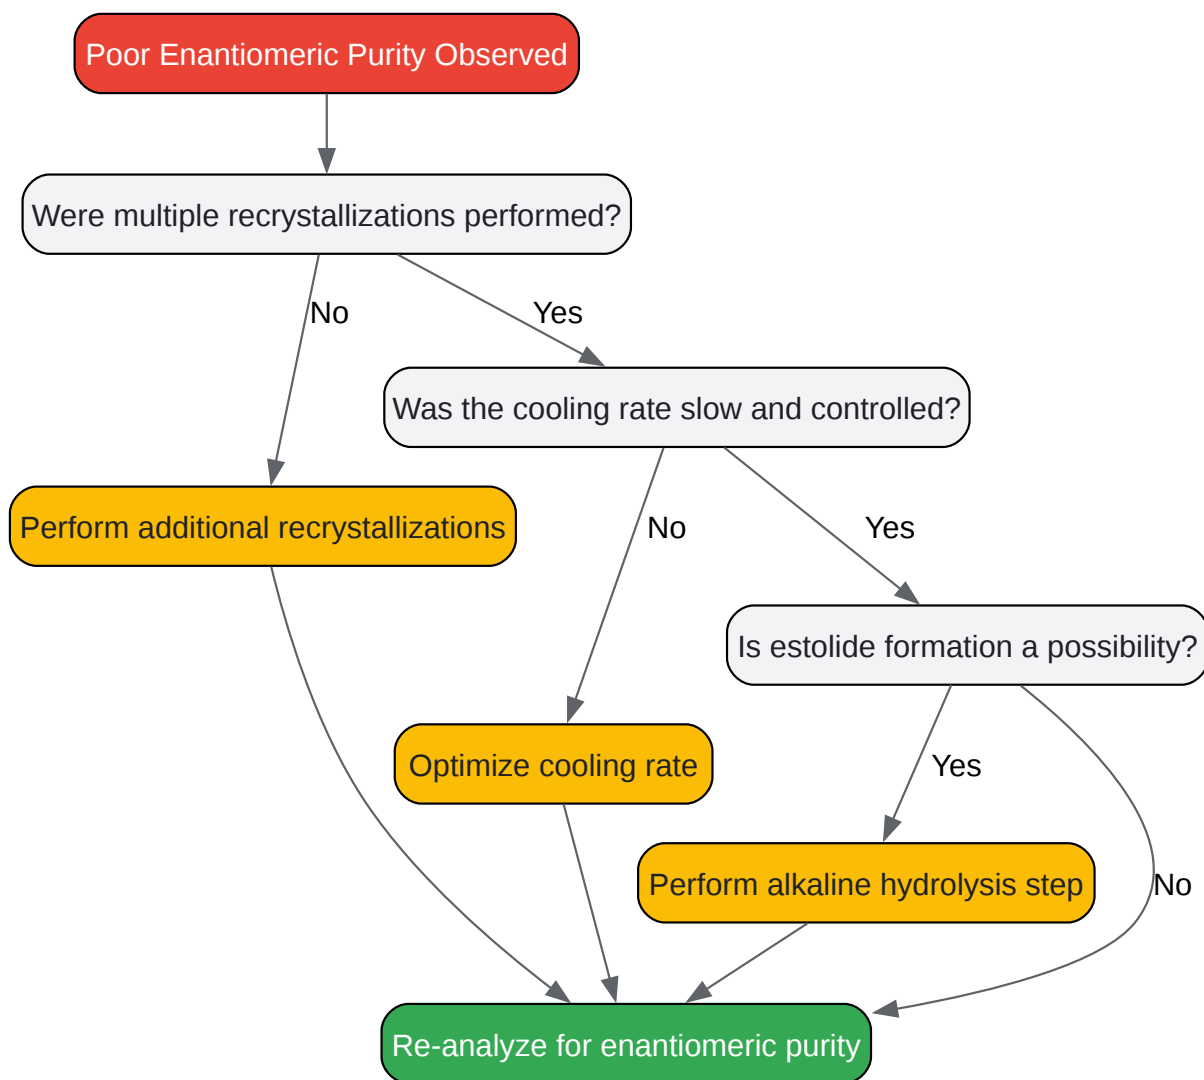 Poor Enantiomeric Purity Observed
Were multiple recrystallizations performed?
No
Yes
Was the cooling rate slow and controlled?
Perform additional recrystallizations
No
Yes
Is estolide formation a possibility?
Optimize cooling rate
Yes
Perform alkaline hydrolysis step
No
Re-analyze for enantiomeric purity